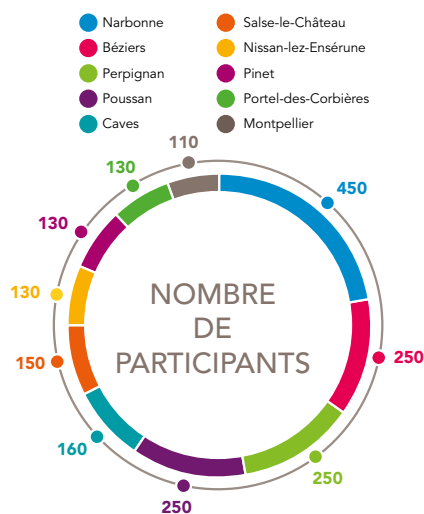 Narbonne
Béziers
Perpignan
Poussan
Caves
Salse-le-Château
Nissan-lez-Ensérune
Pinet
Portel-des-Corbières
Montpellier
110
130
450
130
130
250
150
160
250
250
NOMBRE
DE
PARTICIPANTS